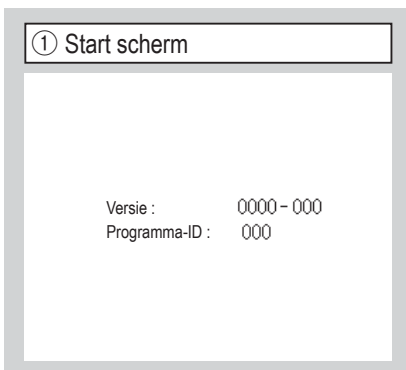 ① Start scherm
Versie : 0000-000
Programma-ID : 000